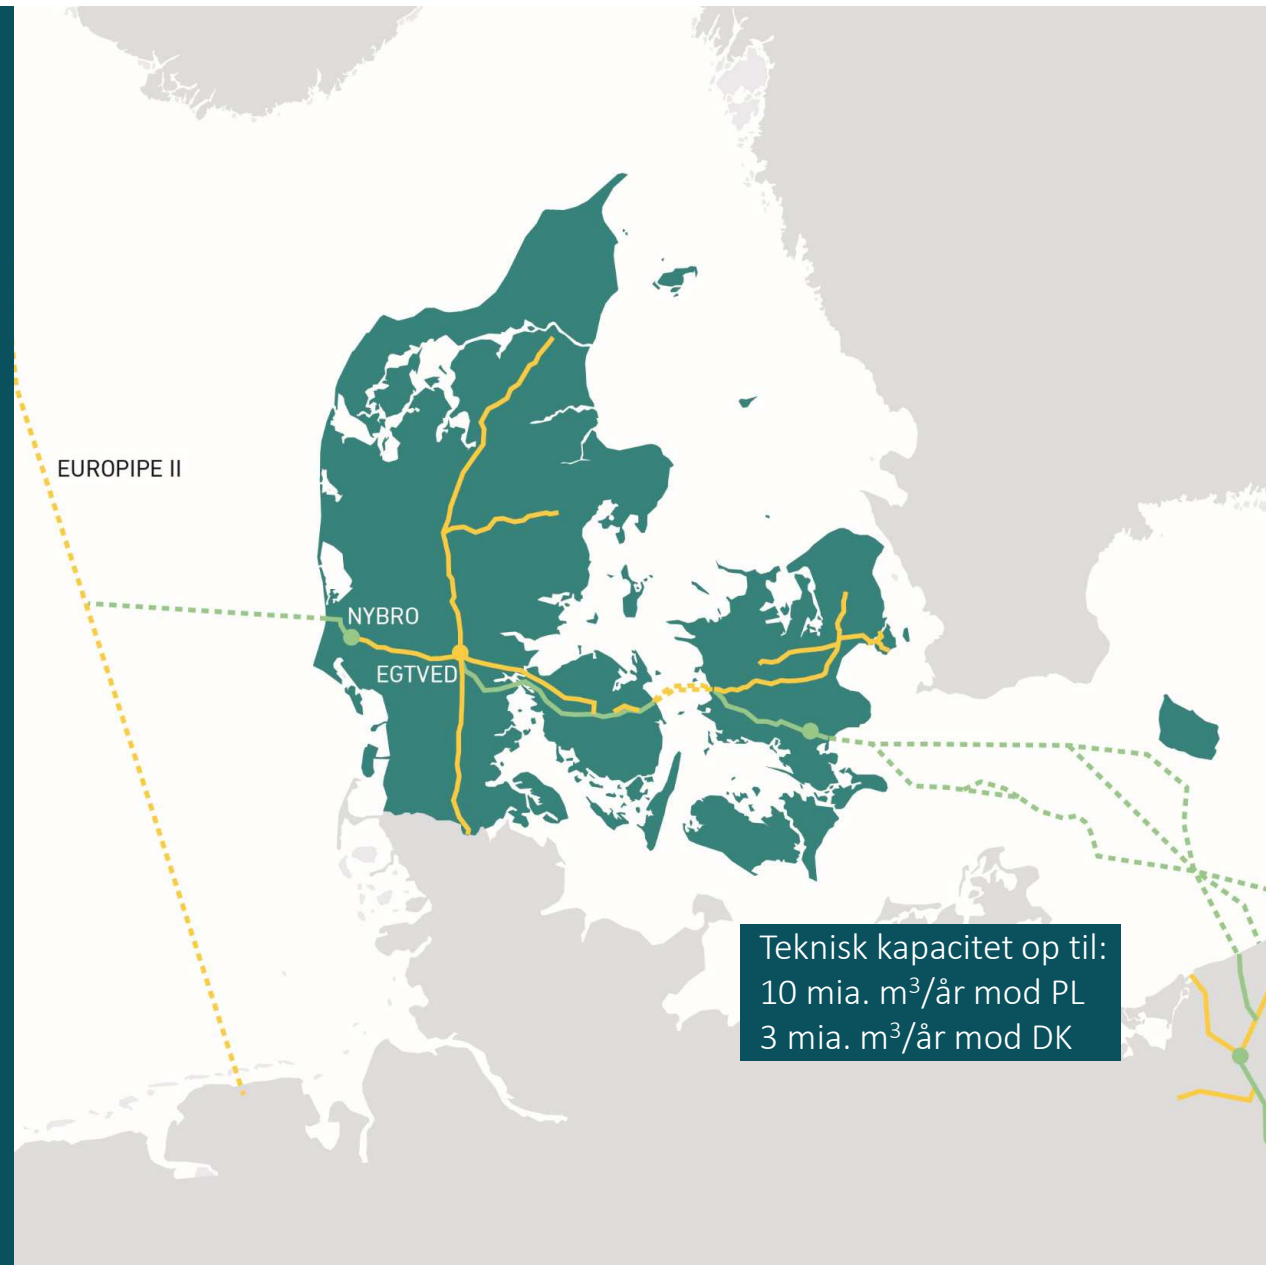 EUROPIPE II
NYBRO
EGTVED
Teknisk kapacitet op til:
10 mia. m³/år mod PL
3 mia. m³/år mod DK